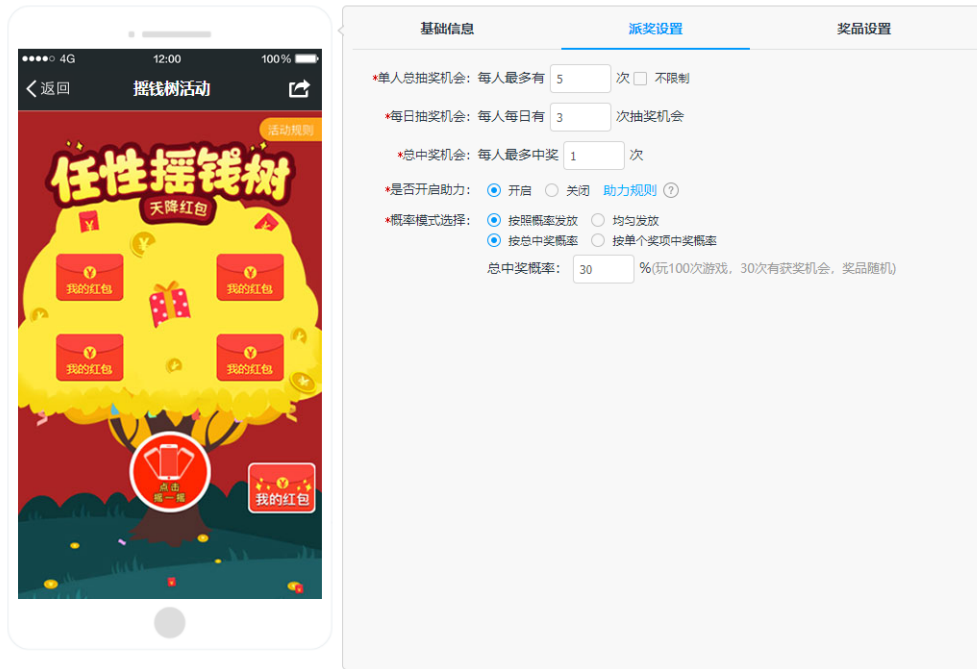 4G 12:00 100%
返回 摇钱树活动
活动规则
任性摇钱树
天降红包
我的红包 我的红包
我的红包 我的红包
点击
摇一摇
我的红包
基础信息 派奖设置 奖品设置
*单人总抽奖机会：每人最多有 5 次 不限制
*每日抽奖机会：每人每日有 3 次抽奖机会
*总中奖机会：每人最多中奖 1 次
*是否开启助力： 开启 关闭 助力规则 ?
*概率模式选择： 按照概率发放 均匀发放
按总中奖概率 按单个奖项中奖概率
总中奖概率： 30 %(玩100次游戏，30次有获奖机会，奖品随机)